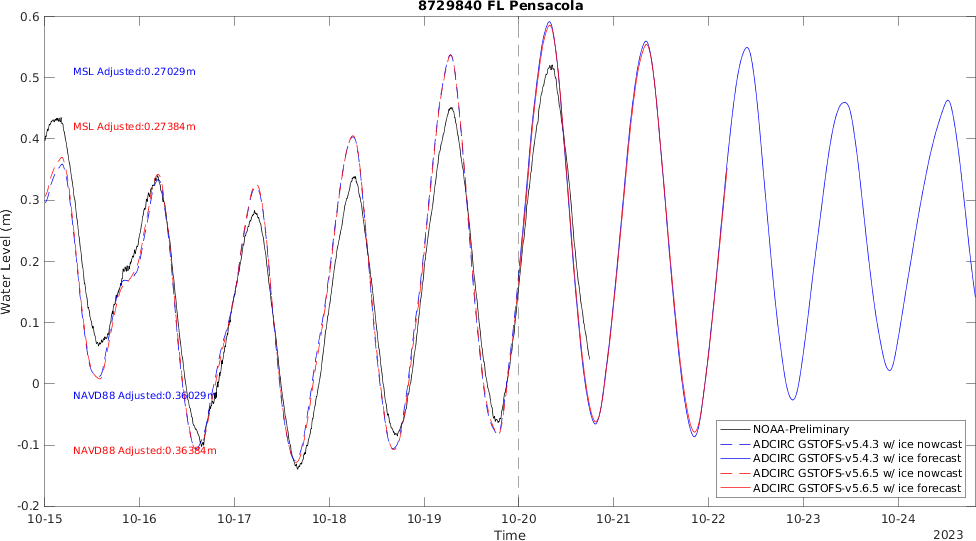 8729840 FL Pensacola
0.6
0.5
0.4
0.3
0.2
0.1
0
-0.1
-0.2
Water Level (m)
MSL Adjusted:0.27029m
MSL Adjusted:0.27384m
NAVD88 Adjusted:0.36029m
NAVD88 Adjusted:0.36384m
NOAA-Preliminary
ADCIRC GSTOFS-v5.4.3 w/ ice nowcast
ADCIRC GSTOFS-v5.4.3 w/ ice forecast
ADCIRC GSTOFS-v5.6.5 w/ ice nowcast
ADCIRC GSTOFS-v5.6.5 w/ ice forecast
10-15 10-16 10-17 10-18 10-19 10-20 10-21 10-22 10-23 10-24
Time
2023